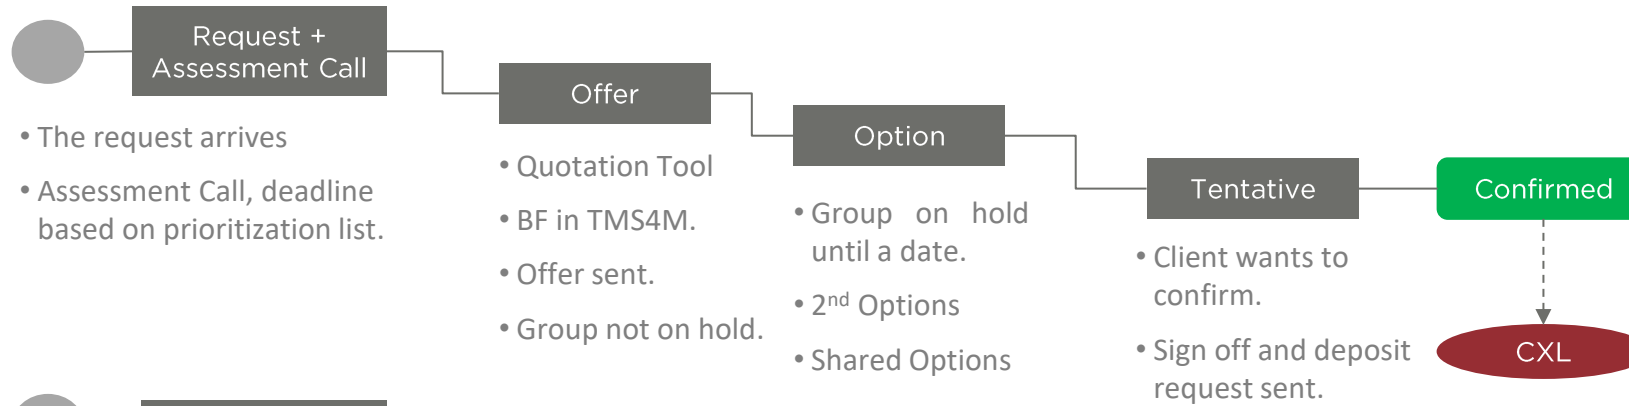 Request +
Assessment Call
• The request arrives
• Assessment Call, deadline
based on prioritization list.
Offer
• Quotation Tool
• BF in TMS4M.
• Offer sent.
• Group not on hold.
Option
• Group on hold
until a date.
• 2nd Options
• Shared Options
Tentative
• Client wants to
confirm.
• Sign off and deposit
request sent.
Confirmed
CXL